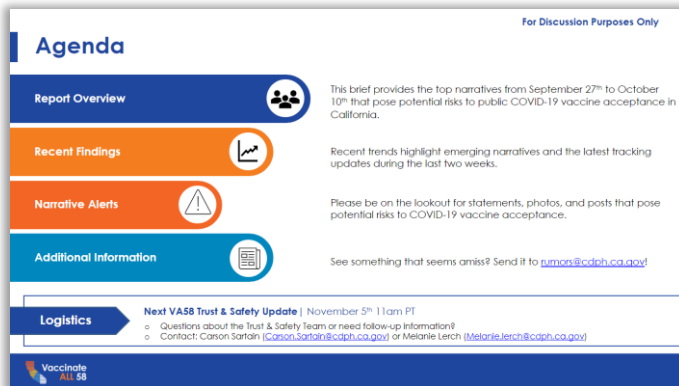 For Discussion Purposes Only
Agenda
Report Overview
This brief provides the top narratives from September 27th to October
10th that pose potential risks to public COVID-19 vaccine acceptance in
California.
Recent Findings
Recent trends highlight emerging narratives and the latest tracking
updates during the last two weeks.
Narrative Alerts
Please be on the lookout for statements, photos, and posts that pose
potential risks to COVID-19 vaccine acceptance.
Additional Information
See something that seems amiss? Send it to rumors@cdph.ca.gov!
Logistics
Next VA58 Trust & Safety Update | November 5th 11am PT
o Questions about the Trust & Safety Team or need follow-up information?
o Contact: Carson Sartain (Carson.Sartain@cdph.ca.gov) or Melanie Lerch (Melanie.lerch@cdph.ca.gov)
Vaccinate
ALL 58